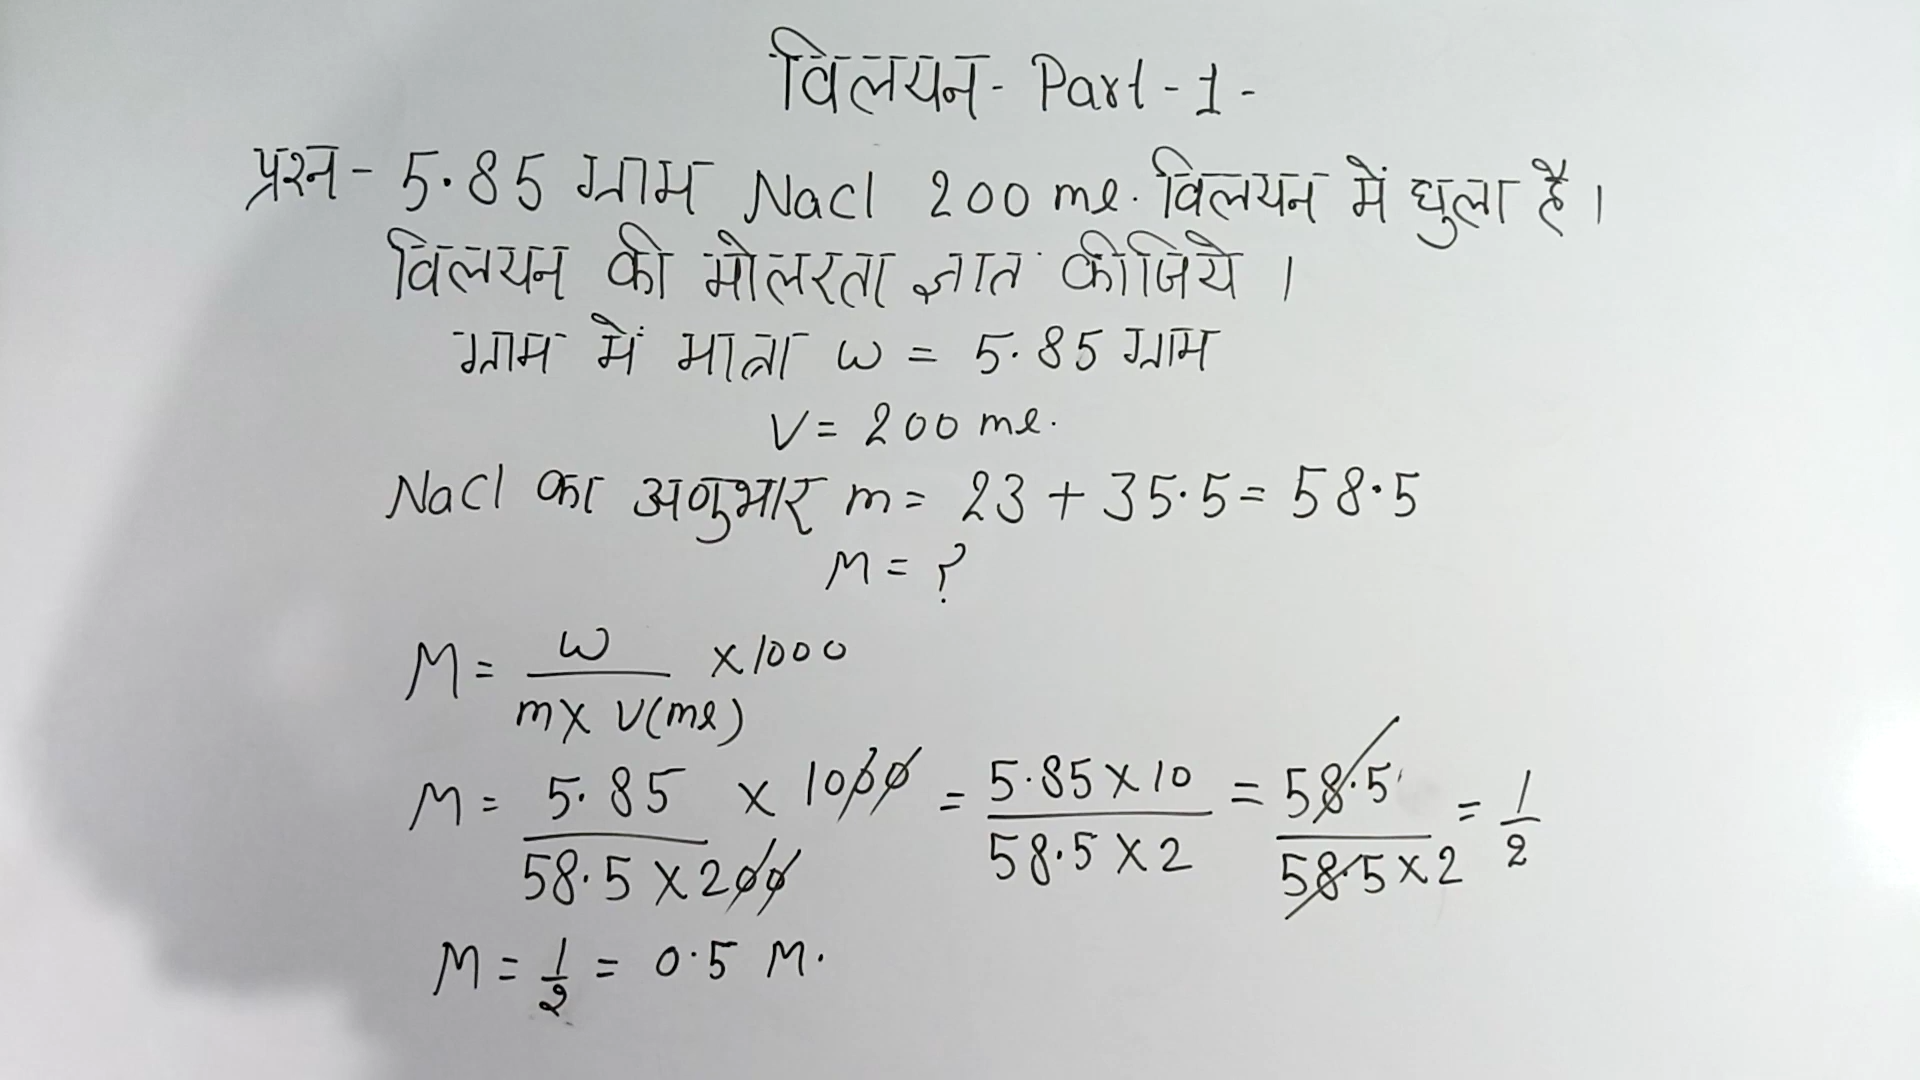 विलयन - Part - 1 -
प्रश्न - 5.85 ग्राम NaCl 200 ml. विलयन में घुला है ।
विलयन की मोलरता ज्ञात कीजिये ।
ग्राम में मात्रा w = 5.85 ग्राम
V = 200 ml.
NaCl का अणुभार m = 23 + 35.5 = 58.5
M = ?
M = w / m x V(ml) x 1000
M = 5.85 / 58.5 x 200 x 1000 = 5.85 x 10 / 58.5 x 2 = 58.5 / 58.5 x 2 = 1/2
M = 1/2 = 0.5 M.